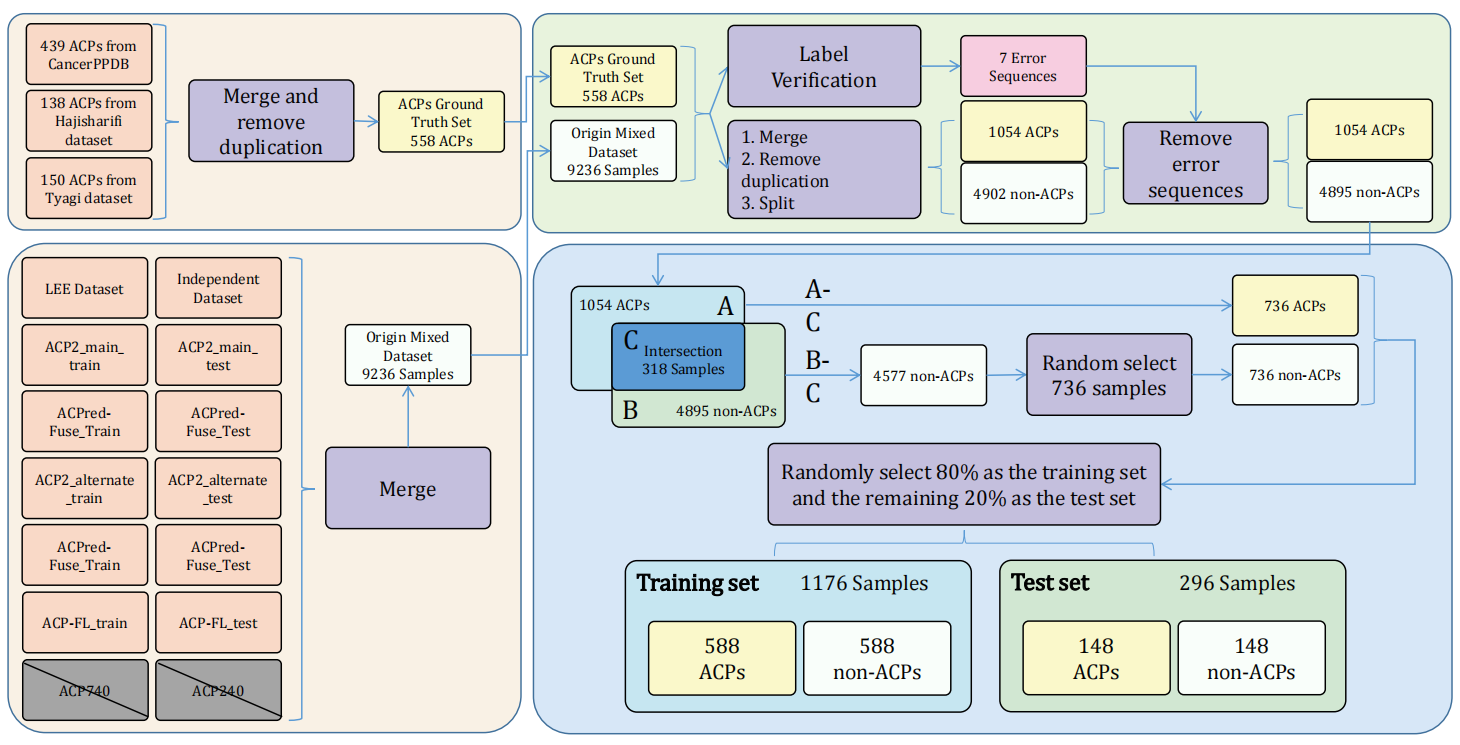 439 ACPs from
CancerPPDB
138 ACPs from
Hajisharifi
dataset
150 ACPs from
Tyagi dataset
Merge and
remove
duplication
ACPs Ground
Truth Set
558 ACPs
ACPs Ground
Truth Set
558 ACPs
Origin Mixed
Dataset
9236 Samples
Label
Verification
1. Merge
2. Remove
duplication
3. Split
7 Error
Sequences
1054 ACPs
4902 non-ACPs
Remove
error
sequences
1054 ACPs
4895 non-ACPs
LEE Dataset
Independent
Dataset
ACP2_main_
train
ACP2_main_
test
ACPred-
Fuse_Train
ACPred-
Fuse_Test
ACP2_alternate
_train
ACP2_alternate
_test
ACPred-
Fuse_Train
ACPred-
Fuse_Test
ACP-FL_train
ACP-FL_test
ACP740
ACP240
Origin Mixed
Dataset
9236 Samples
Merge
1054 ACPs
A
C
Intersection
318 Samples
B
4895 non-ACPs
A-
C
B-
C
4577 non-ACPs
Random select
736 samples
736 ACPs
736 non-ACPs
Randomly select 80% as the training set
and the remaining 20% as the test set
Training set
1176 Samples
588
ACPs
588
non-ACPs
Test set
296 Samples
148
ACPs
148
non-ACPs